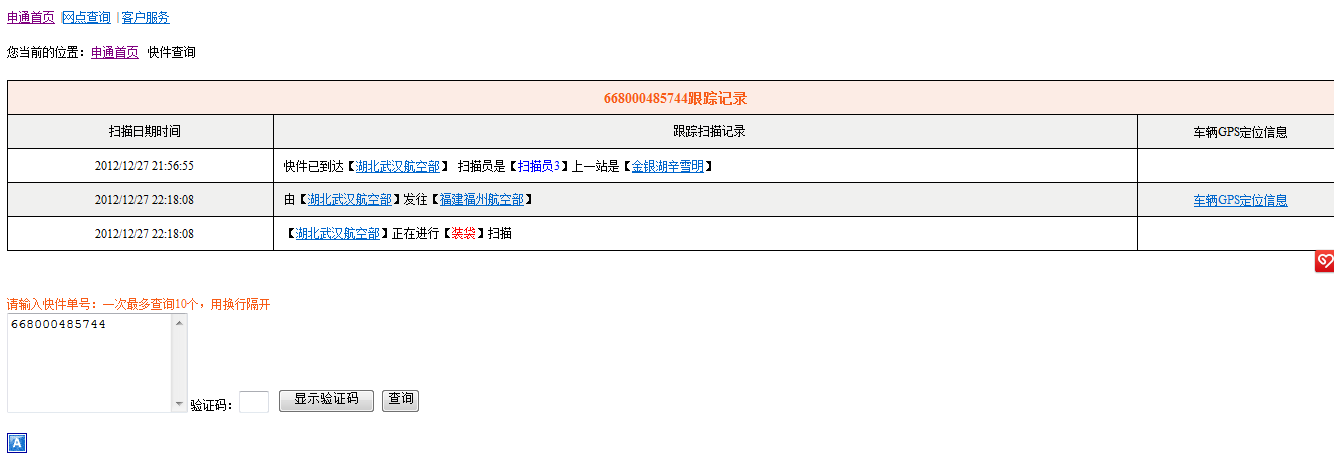 申通首页 |网点查询 |客户服务
您当前的位置：申通首页 快件查询
668000485744跟踪记录
扫描日期时间 跟踪扫描记录 车辆GPS定位信息
2012/12/27 21:56:55 快件已到达【湖北武汉航空部】 扫描员是【扫描员3】上一站是【金银湖辛雪明】
2012/12/27 22:18:08 由【湖北武汉航空部】发往【福建福州航空部】 车辆GPS定位信息
2012/12/27 22:18:08 【湖北武汉航空部】正在进行【装袋】扫描
请输入快件单号：一次最多查询10个，用换行隔开
668000485744
验证码： 显示验证码 查询
A